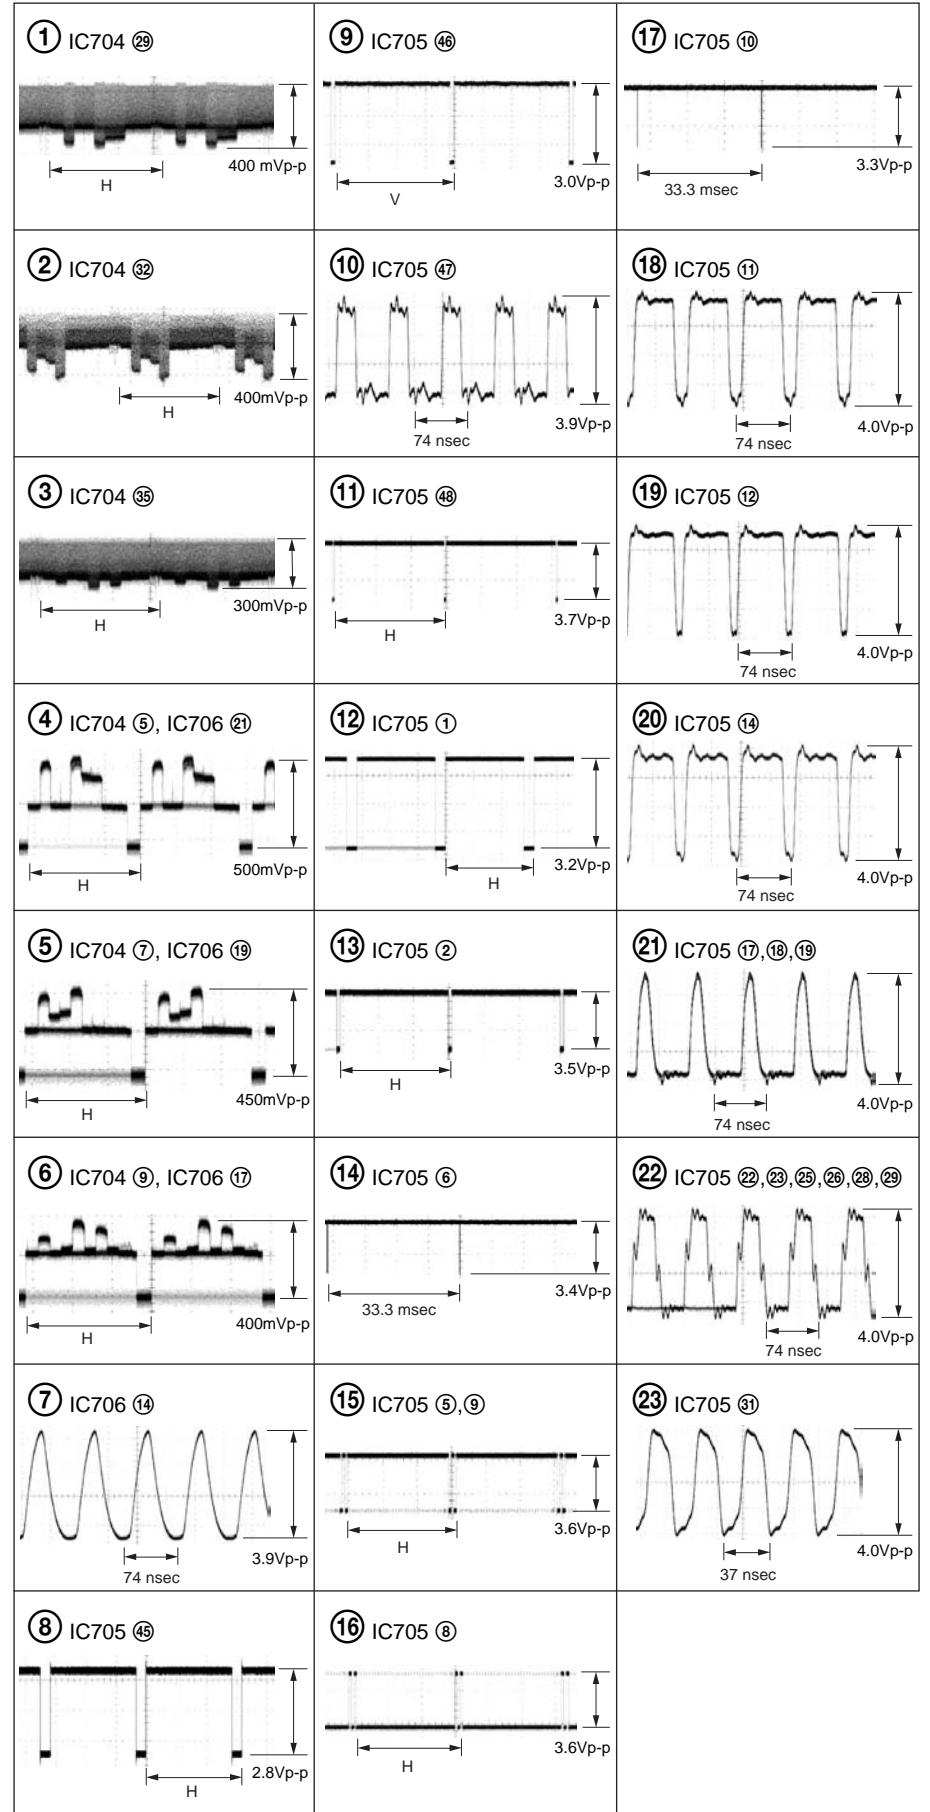 ① IC704 ㉙
400 mVp-p
H
② IC704 ㉜
400mVp-p
H
③ IC704 ㉟
300mVp-p
H
④ IC704 ⑤, IC706 ㉑
500mVp-p
H
⑤ IC704 ⑦, IC706 ⑲
450mVp-p
H
⑥ IC704 ⑨, IC706 ⑰
400mVp-p
H
⑦ IC706 ⑭
3.9Vp-p
74 nsec
⑧ IC705 ㊺
2.8Vp-p
H
⑨ IC705 ㊻
3.0Vp-p
V
⑩ IC705 ㊼
3.9Vp-p
74 nsec
⑪ IC705 ㊽
3.7Vp-p
H
⑫ IC705 ①
3.2Vp-p
H
⑬ IC705 ②
3.5Vp-p
H
⑭ IC705 ⑥
3.4Vp-p
33.3 msec
⑮ IC705 ⑤,⑨
3.6Vp-p
H
⑯ IC705 ⑧
3.6Vp-p
H
⑰ IC705 ⑩
3.3Vp-p
33.3 msec
⑱ IC705 ⑪
4.0Vp-p
74 nsec
⑲ IC705 ⑫
4.0Vp-p
74 nsec
⑳ IC705 ⑭
4.0Vp-p
74 nsec
㉑ IC705 ⑰,⑱,⑲
4.0Vp-p
74 nsec
㉒ IC705 ㉒,㉓,㉕,㉖,㉘,㉙
4.0Vp-p
74 nsec
㉓ IC705 ㉛
4.0Vp-p
37 nsec